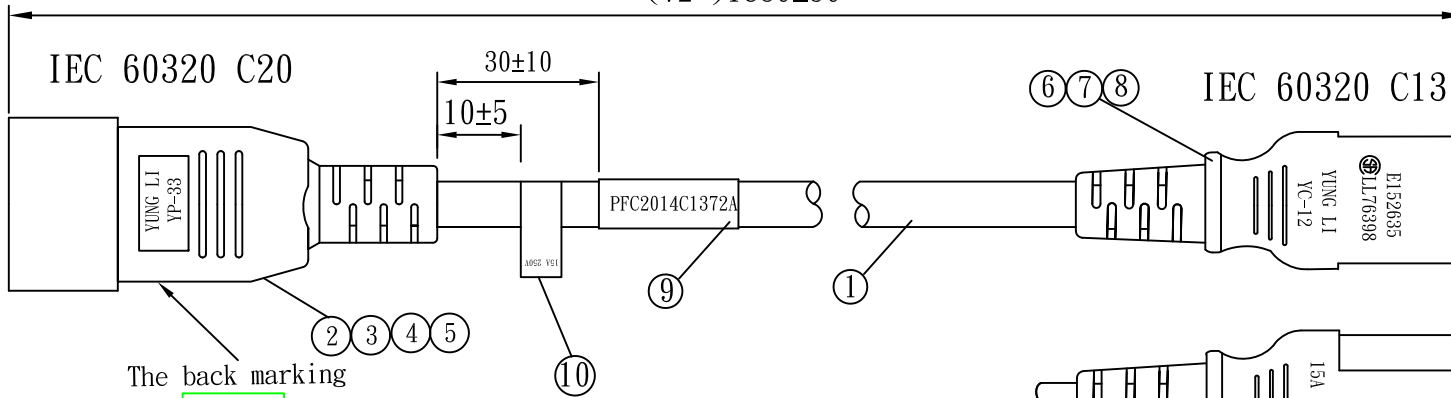 IEC 60320 C20
30±10
10±5
IEC 60320 C13
6 7 8
YUNG LI
YP-33
PFC2014C1372A
15A 250V
YUNG LI
YC-12
E152635
LL76398
9
1
2 3 4 5
10
The back marking
15A